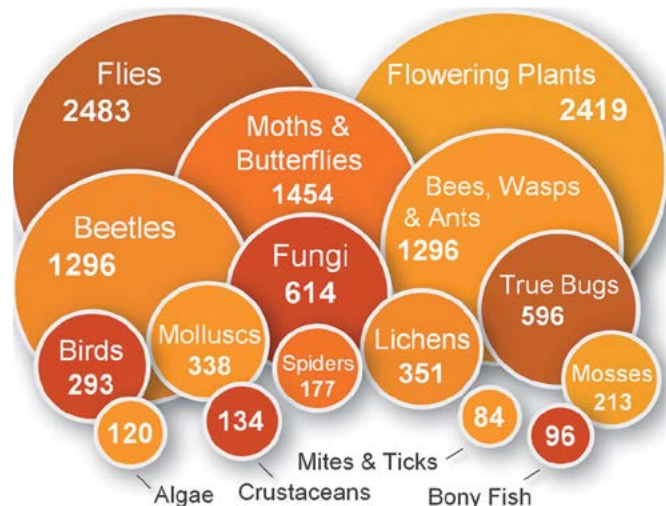 Flies
2483
Flowering Plants
2419
Moths &
Butterflies
1454
Bees, Wasps
& Ants
1296
Beetles
1296
Fungi
614
True Bugs
596
Birds
293
Molluscs
338
Spiders
177
Lichens
351
Mosses
213
120
134
84
96
Algae
Crustaceans
Mites & Ticks
Bony Fish